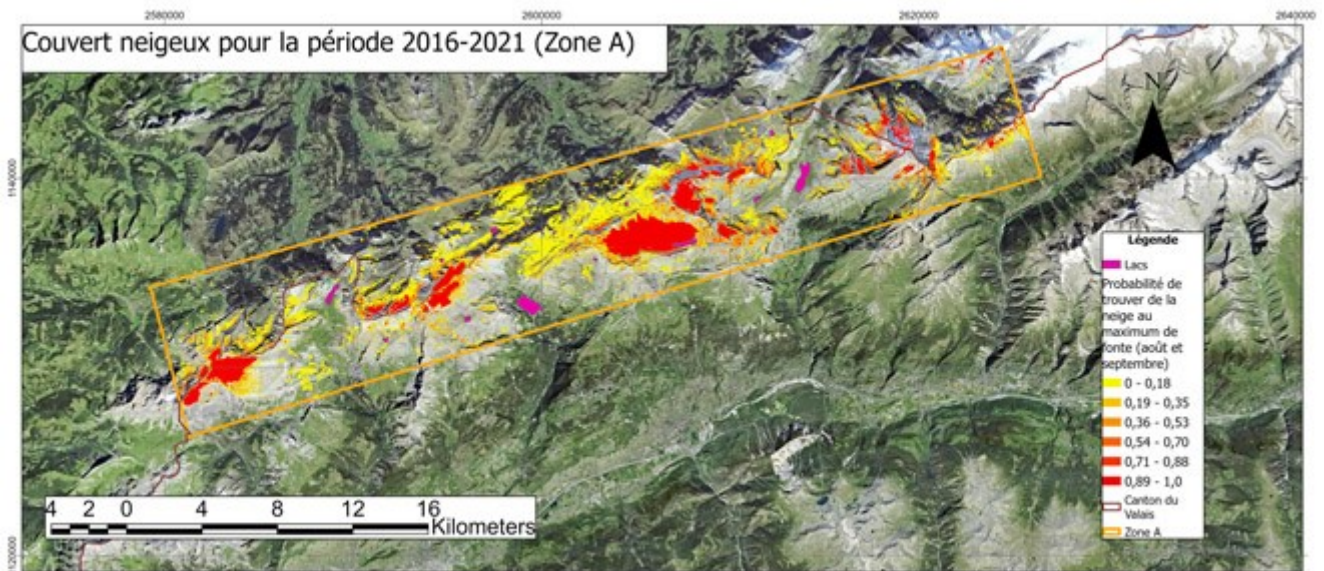 2580000
2600000
2620000
2640000
Couvert neigeux pour la période 2016-2021 (Zone A)
N
1140000
Légende
Lacs
Probabilité de
trouver de la
neige au
maximum de
fonte (août et
septembre)
0 - 0,18
0,19 - 0,35
0,36 - 0,53
0,54 - 0,70
0,71 - 0,88
0,89 - 1,0
Canton du
Valais
Zone A
4 2 0 4 8 12 16
Kilometers
1120000